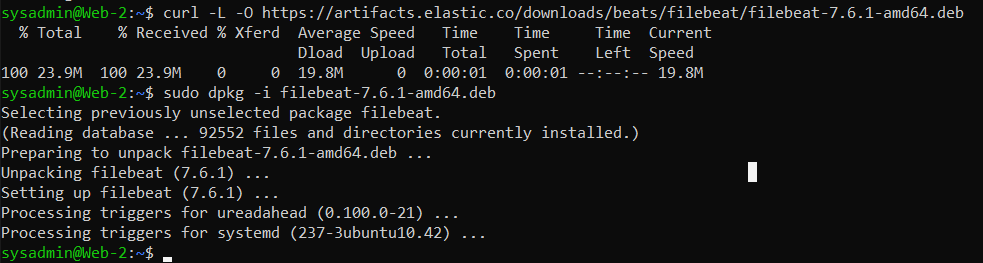 sysadmin@Web-2:~$ curl -L -O https://artifacts.elastic.co/downloads/beats/filebeat/filebeat-7.6.1-amd64.deb
  % Total    % Received % Xferd  Average Speed   Time    Time     Time  Current
                                 Dload  Upload   Total   Spent    Left  Speed
100 23.9M  100 23.9M    0     0  19.8M      0  0:00:01  0:00:01 --:--:-- 19.8M
sysadmin@Web-2:~$ sudo dpkg -i filebeat-7.6.1-amd64.deb
Selecting previously unselected package filebeat.
(Reading database ... 92552 files and directories currently installed.)
Preparing to unpack filebeat-7.6.1-amd64.deb ...
Unpacking filebeat (7.6.1) ...
Setting up filebeat (7.6.1) ...
Processing triggers for ureadahead (0.100.0-21) ...
Processing triggers for systemd (237-3ubuntu10.42) ...
sysadmin@Web-2:~$